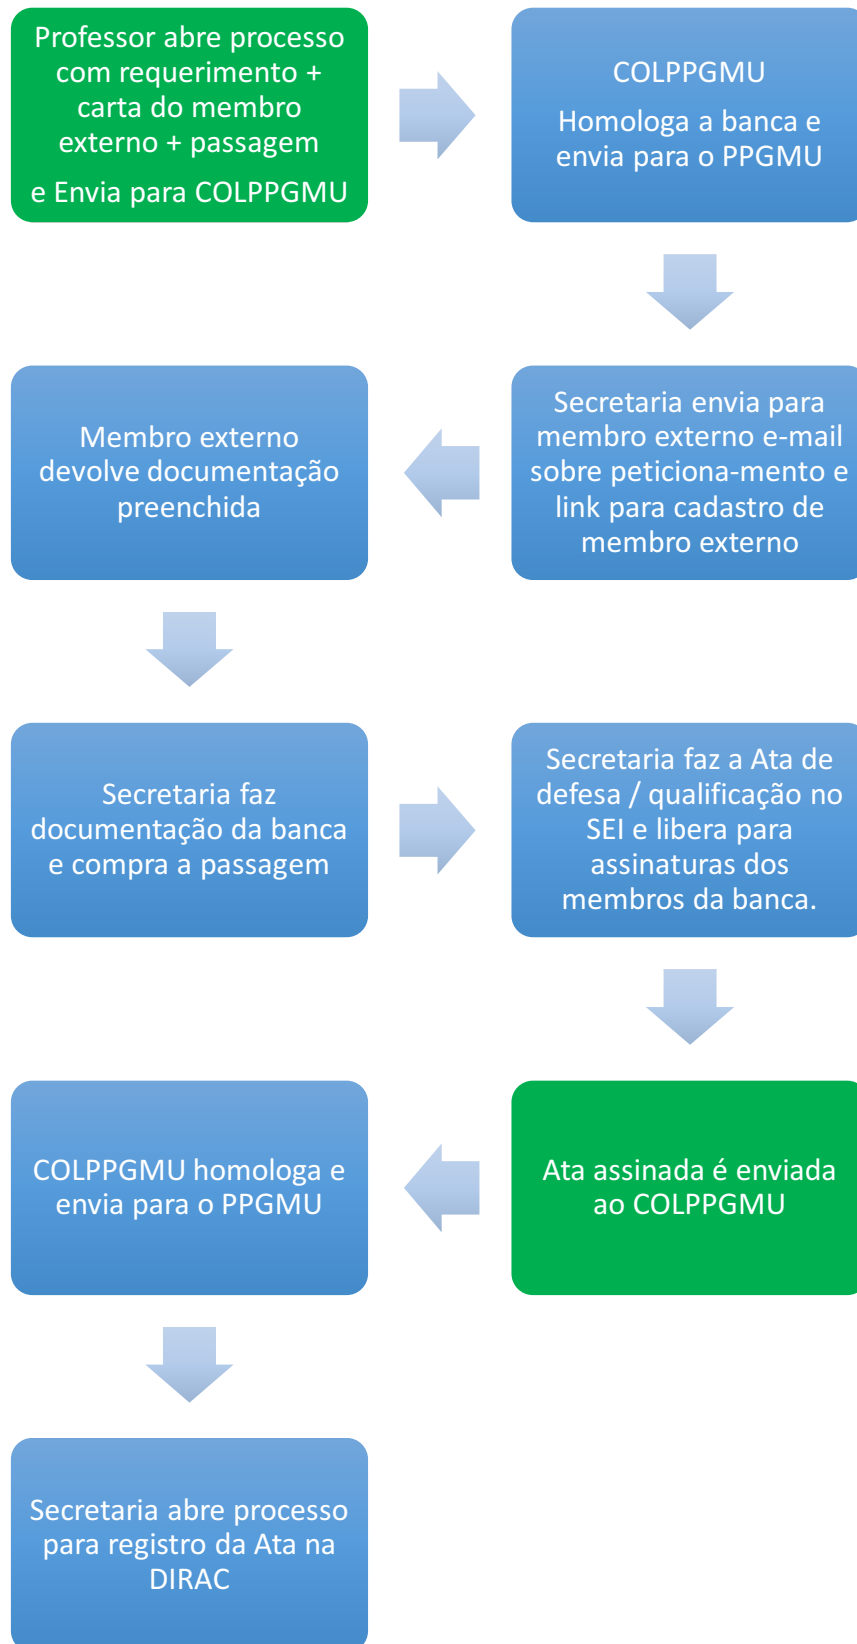 Professor abre processo
com requerimento +
carta do membro
externo + passagem
e Envia para COLPPGMU
COLPPGMU
Homologa a banca e
envia para o PPGMU
Secretaria envia para
membro externo e-mail
sobre peticiona-mento e
link para cadastro de
membro externo
Membro externo
devolve documentação
preenchida
Secretaria faz
documentação da banca
e compra a passagem
Secretaria faz a Ata de
defesa / qualificação no
SEI e libera para
assinaturas dos
membros da banca.
Ata assinada é enviada
ao COLPPGMU
COLPPGMU homologa e
envia para o PPGMU
Secretaria abre processo
para registro da Ata na
DIRAC